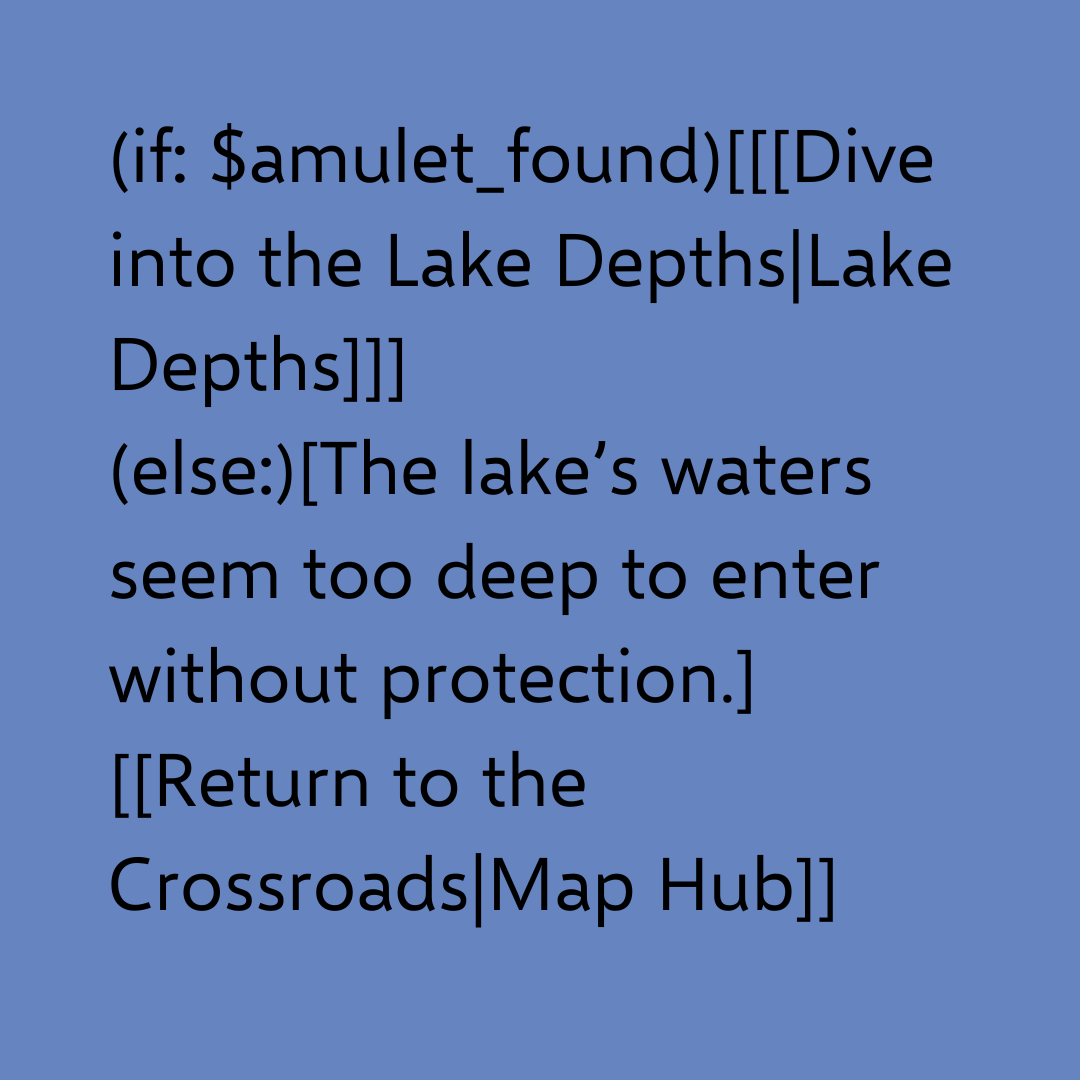 (if: $amulet_found)[[[Dive
into the Lake Depths|Lake
Depths]]]
(else:)[The lake’s waters
seem too deep to enter
without protection.]
[[Return to the
Crossroads|Map Hub]]